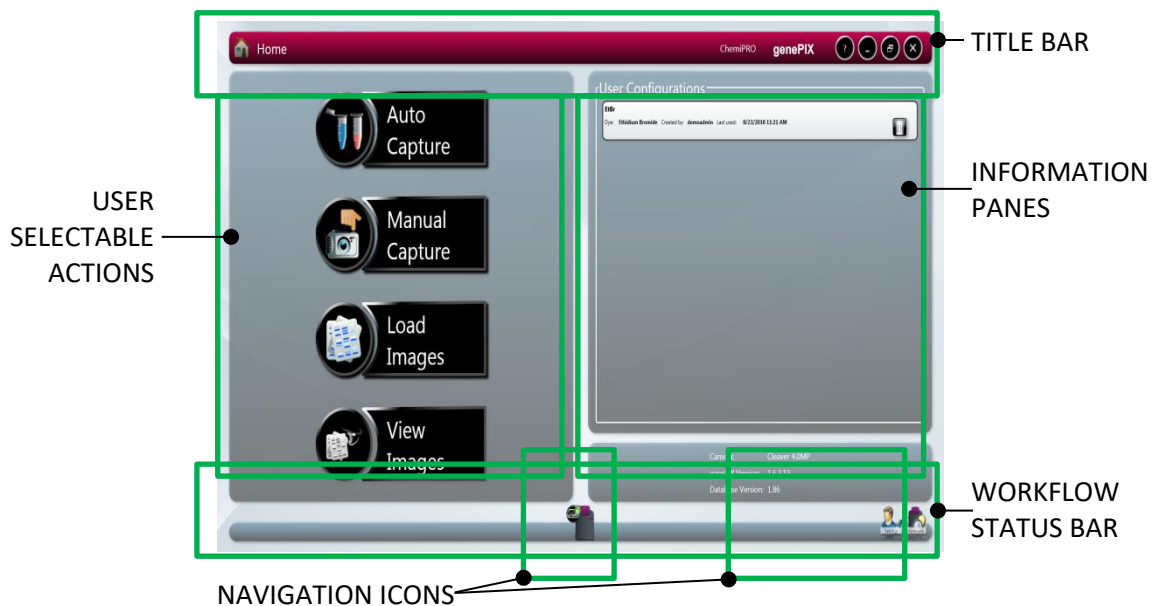 Home
ChemiPRO genePIX ?
TITLE BAR
User Configurations
EtBr
Dye: Ethidium Bromide Created by: demoadmin Last used: 8/21/2018 11:21 AM
Auto
Capture
Manual
Capture
Load
Images
View
Images
USER
SELECTABLE
ACTIONS
INFORMATION
PANES
Camera: Cleaver 4.0MP
Version:
Database Version: 1.86
WORKFLOW
STATUS BAR
NAVIGATION ICONS